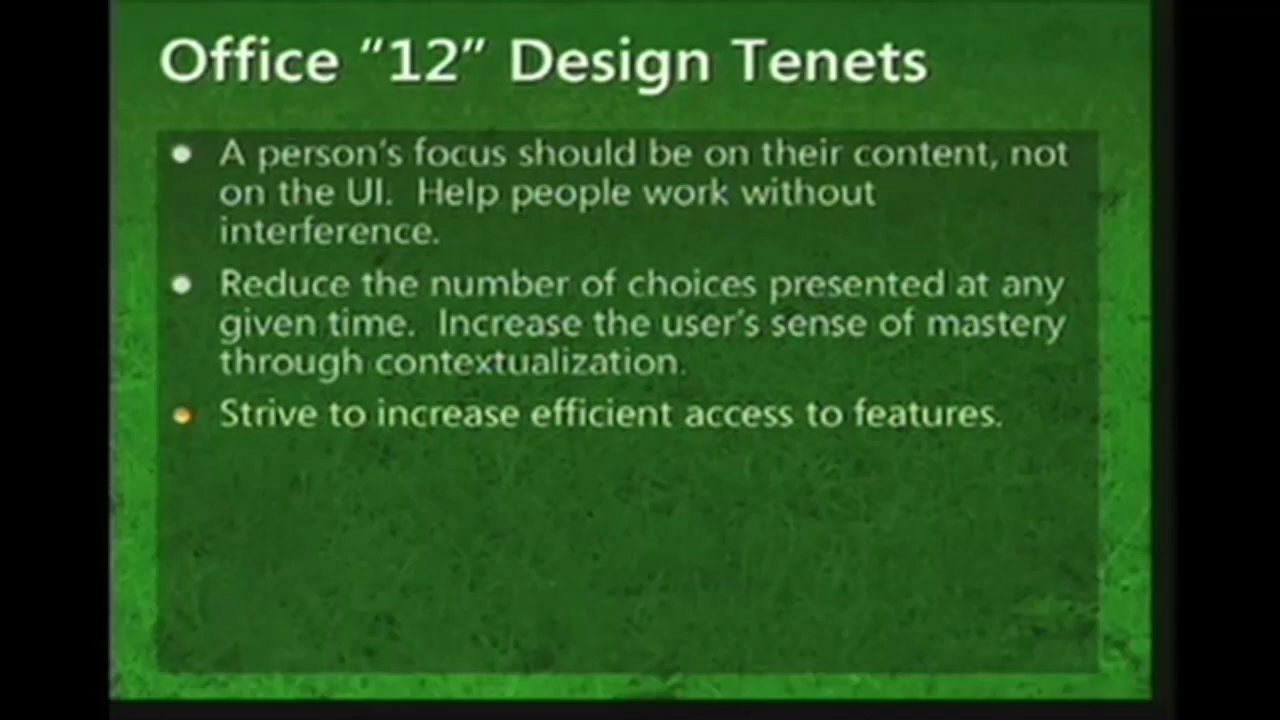 Office “12” Design Tenets
A person’s focus should be on their content, not
on the UI.  Help people work without
interference.
Reduce the number of choices presented at any
given time.  Increase the user’s sense of mastery
through contextualization.
Strive to increase efficient access to features.